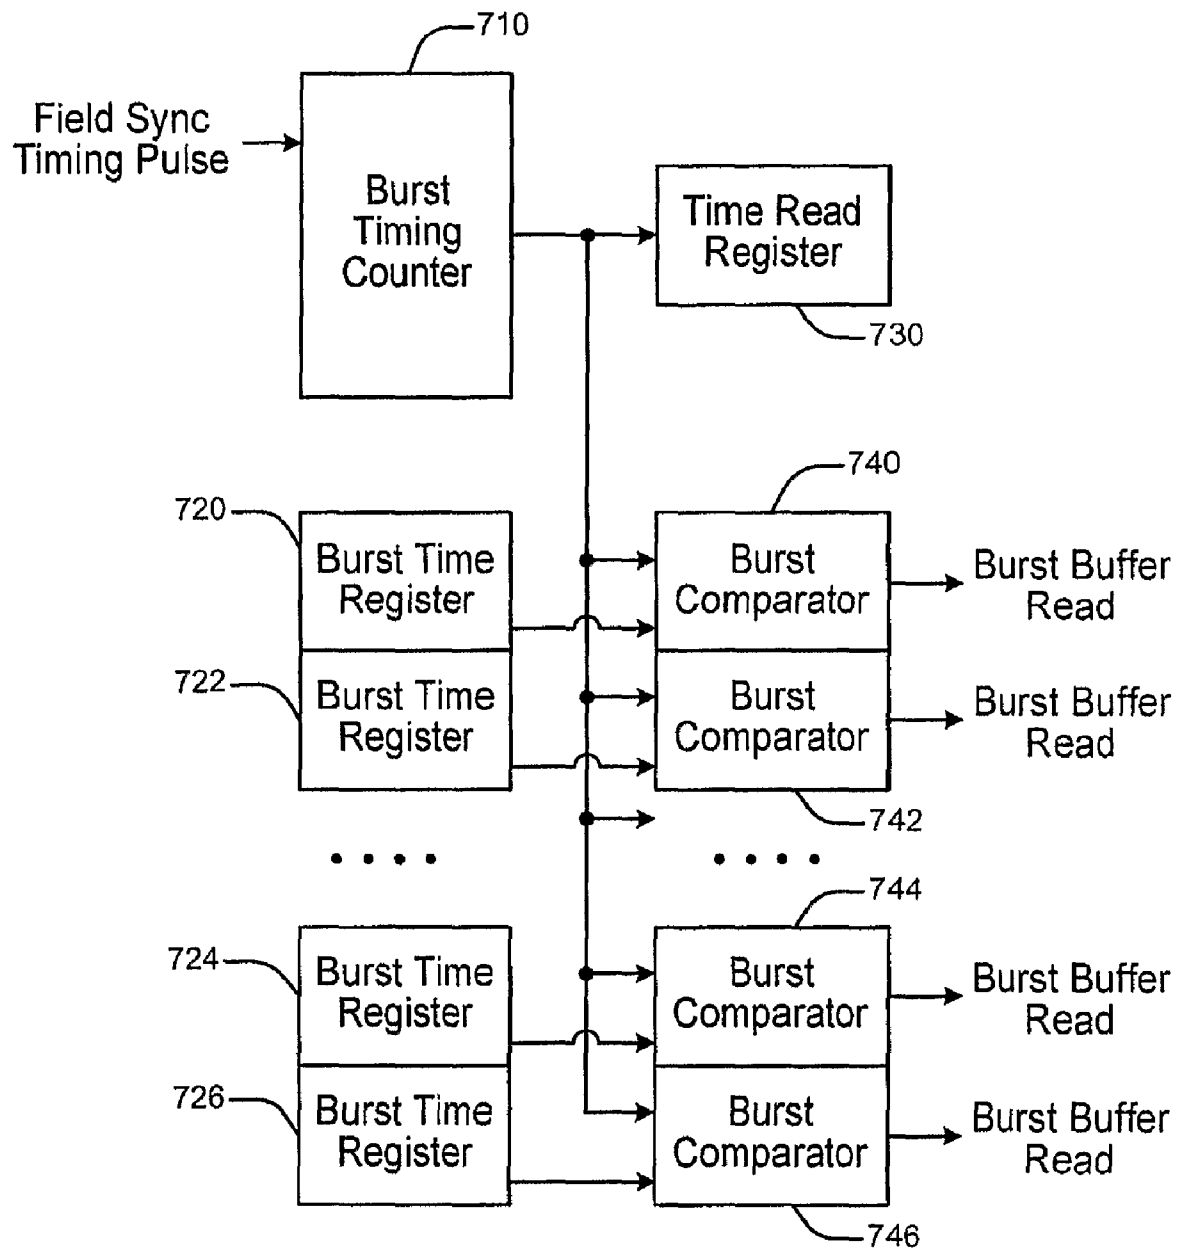 710
Field Sync
Timing Pulse
Burst
Timing
Counter
Time Read
Register
730
740
720
Burst Time
Register
Burst
Comparator
Burst Buffer
Read
722
Burst Time
Register
Burst
Comparator
Burst Buffer
Read
742
744
724
Burst Time
Register
Burst
Comparator
Burst Buffer
Read
726
Burst Time
Register
Burst
Comparator
Burst Buffer
Read
746